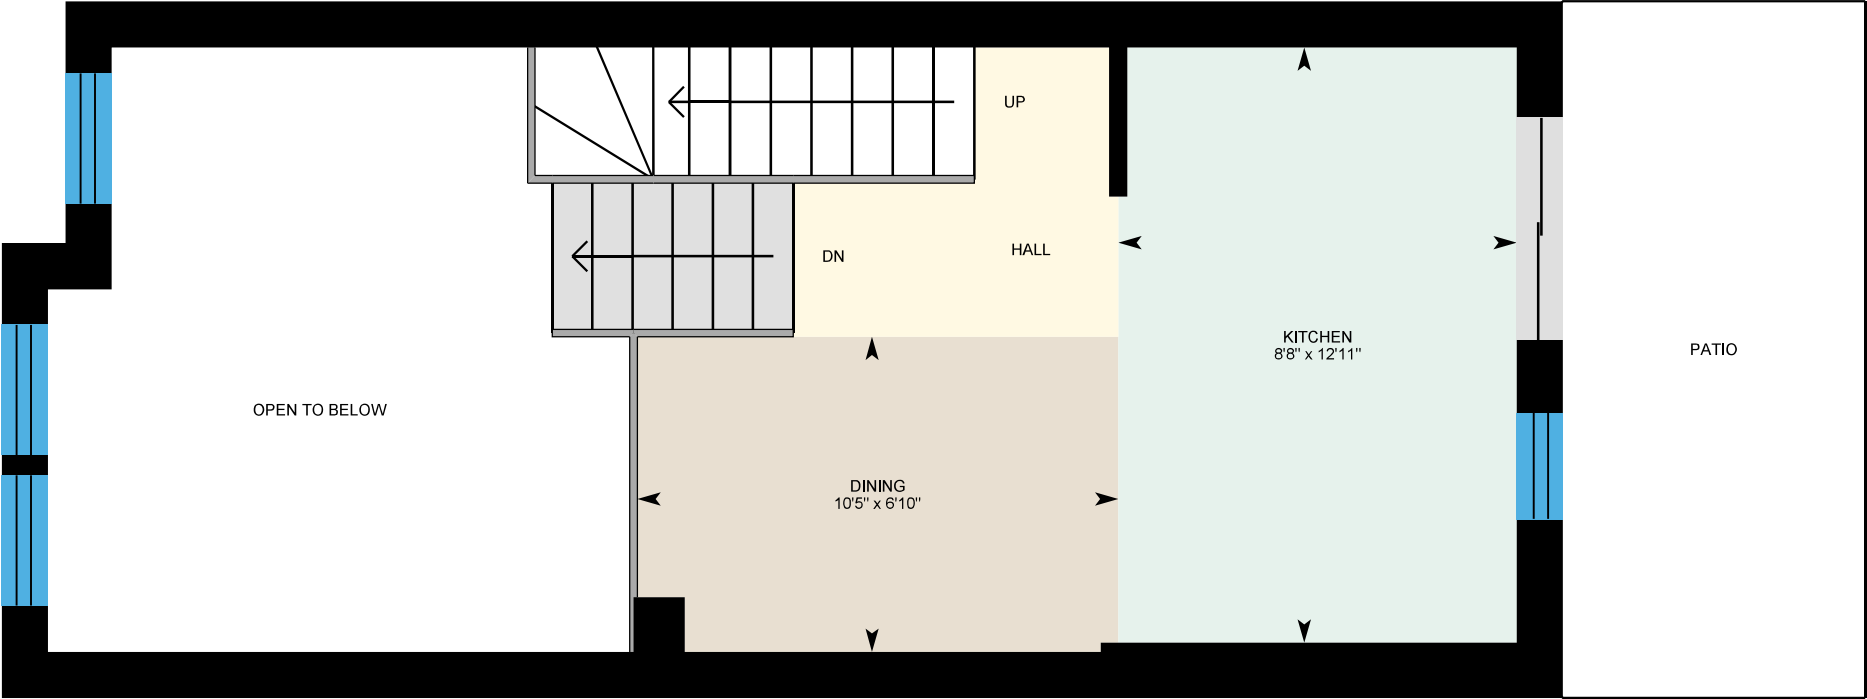 UP
DN
HALL
KITCHEN
8'8" x 12'11"
PATIO
OPEN TO BELOW
DINING
10'5" x 6'10"